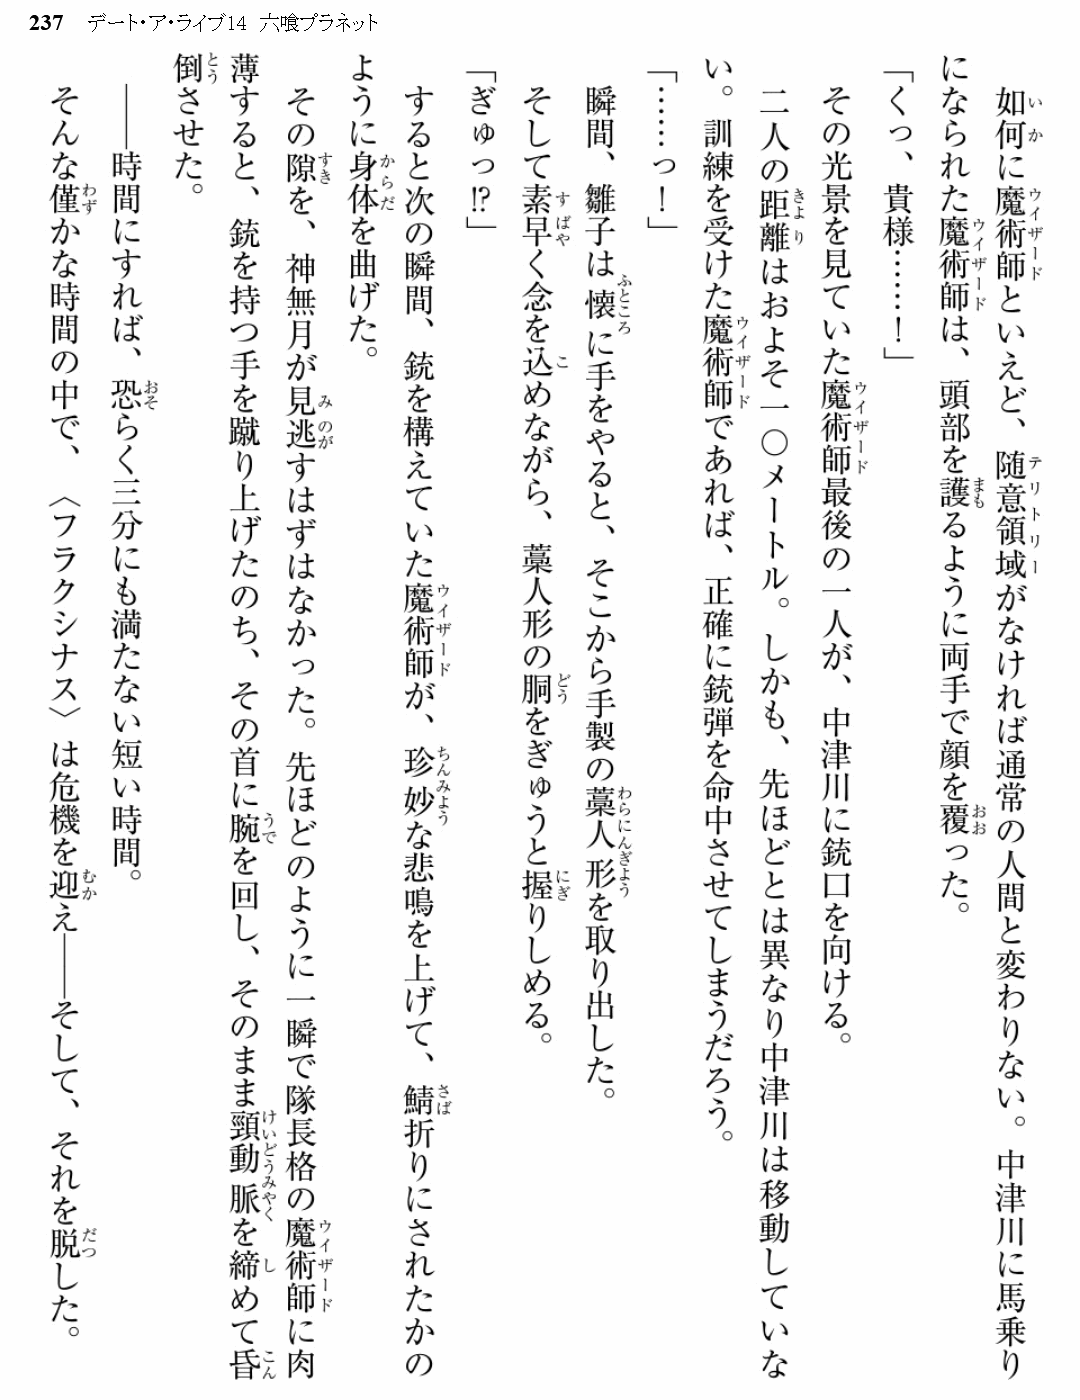 237 デート・ア・ライブ14 六喰プラネット
如何に魔術師といえど、随意領域がなければ通常の人間と変わりない。中津川に馬乗り
になられた魔術師は、頭部を護るように両手で顔を覆った。
「くっ、貴様……！」
その光景を見ていた魔術師最後の一人が、中津川に銃口を向ける。
二人の距離はおよそ一〇メートル。しかも、先ほどとは異なり中津川は移動していな
い。訓練を受けた魔術師であれば、正確に銃弾を命中させてしまうだろう。
「……っ！」
瞬間、雛子は懐に手をやると、そこから手製の藁人形を取り出した。
そして素早く念を込めながら、藁人形の胴をぎゅうと握りしめる。
「ぎゅっ!?」
すると次の瞬間、銃を構えていた魔術師が、珍妙な悲鳴を上げて、鯖折りにされたかの
ように身体を曲げた。
その隙を、神無月が見逃すはずはなかった。先ほどのように一瞬で隊長格の魔術師に肉
薄すると、銃を持つ手を蹴り上げたのち、その首に腕を回し、そのまま頸動脈を締めて昏
倒させた。
――時間にすれば、恐らく三分にも満たない短い時間。
そんな僅かな時間の中で、〈フラクシナス〉は危機を迎え――そして、それを脱した。